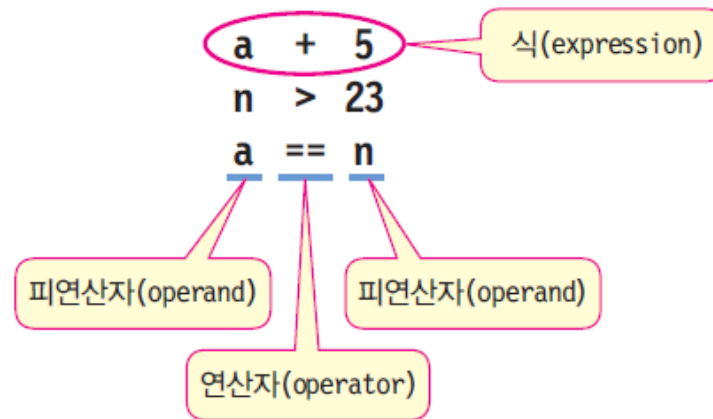 a + 5
식(expression)
n > 23
a == n
피연산자(operand)
피연산자(operand)
연산자(operator)